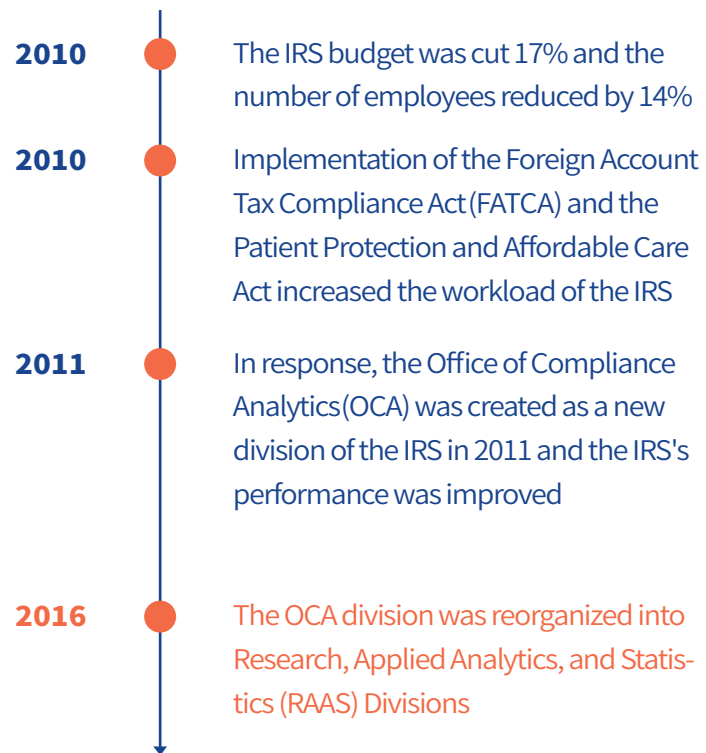 2010
The IRS budget was cut 17% and the
number of employees reduced by 14%
2010
Implementation of the Foreign Account
Tax Compliance Act (FATCA) and the
Patient Protection and Affordable Care
Act increased the workload of the IRS
2011
In response, the Office of Compliance
Analytics (OCA) was created as a new
division of the IRS in 2011 and the IRS's
performance was improved
2016
The OCA division was reorganized into
Research, Applied Analytics, and Statis-
tics (RAAS) Divisions